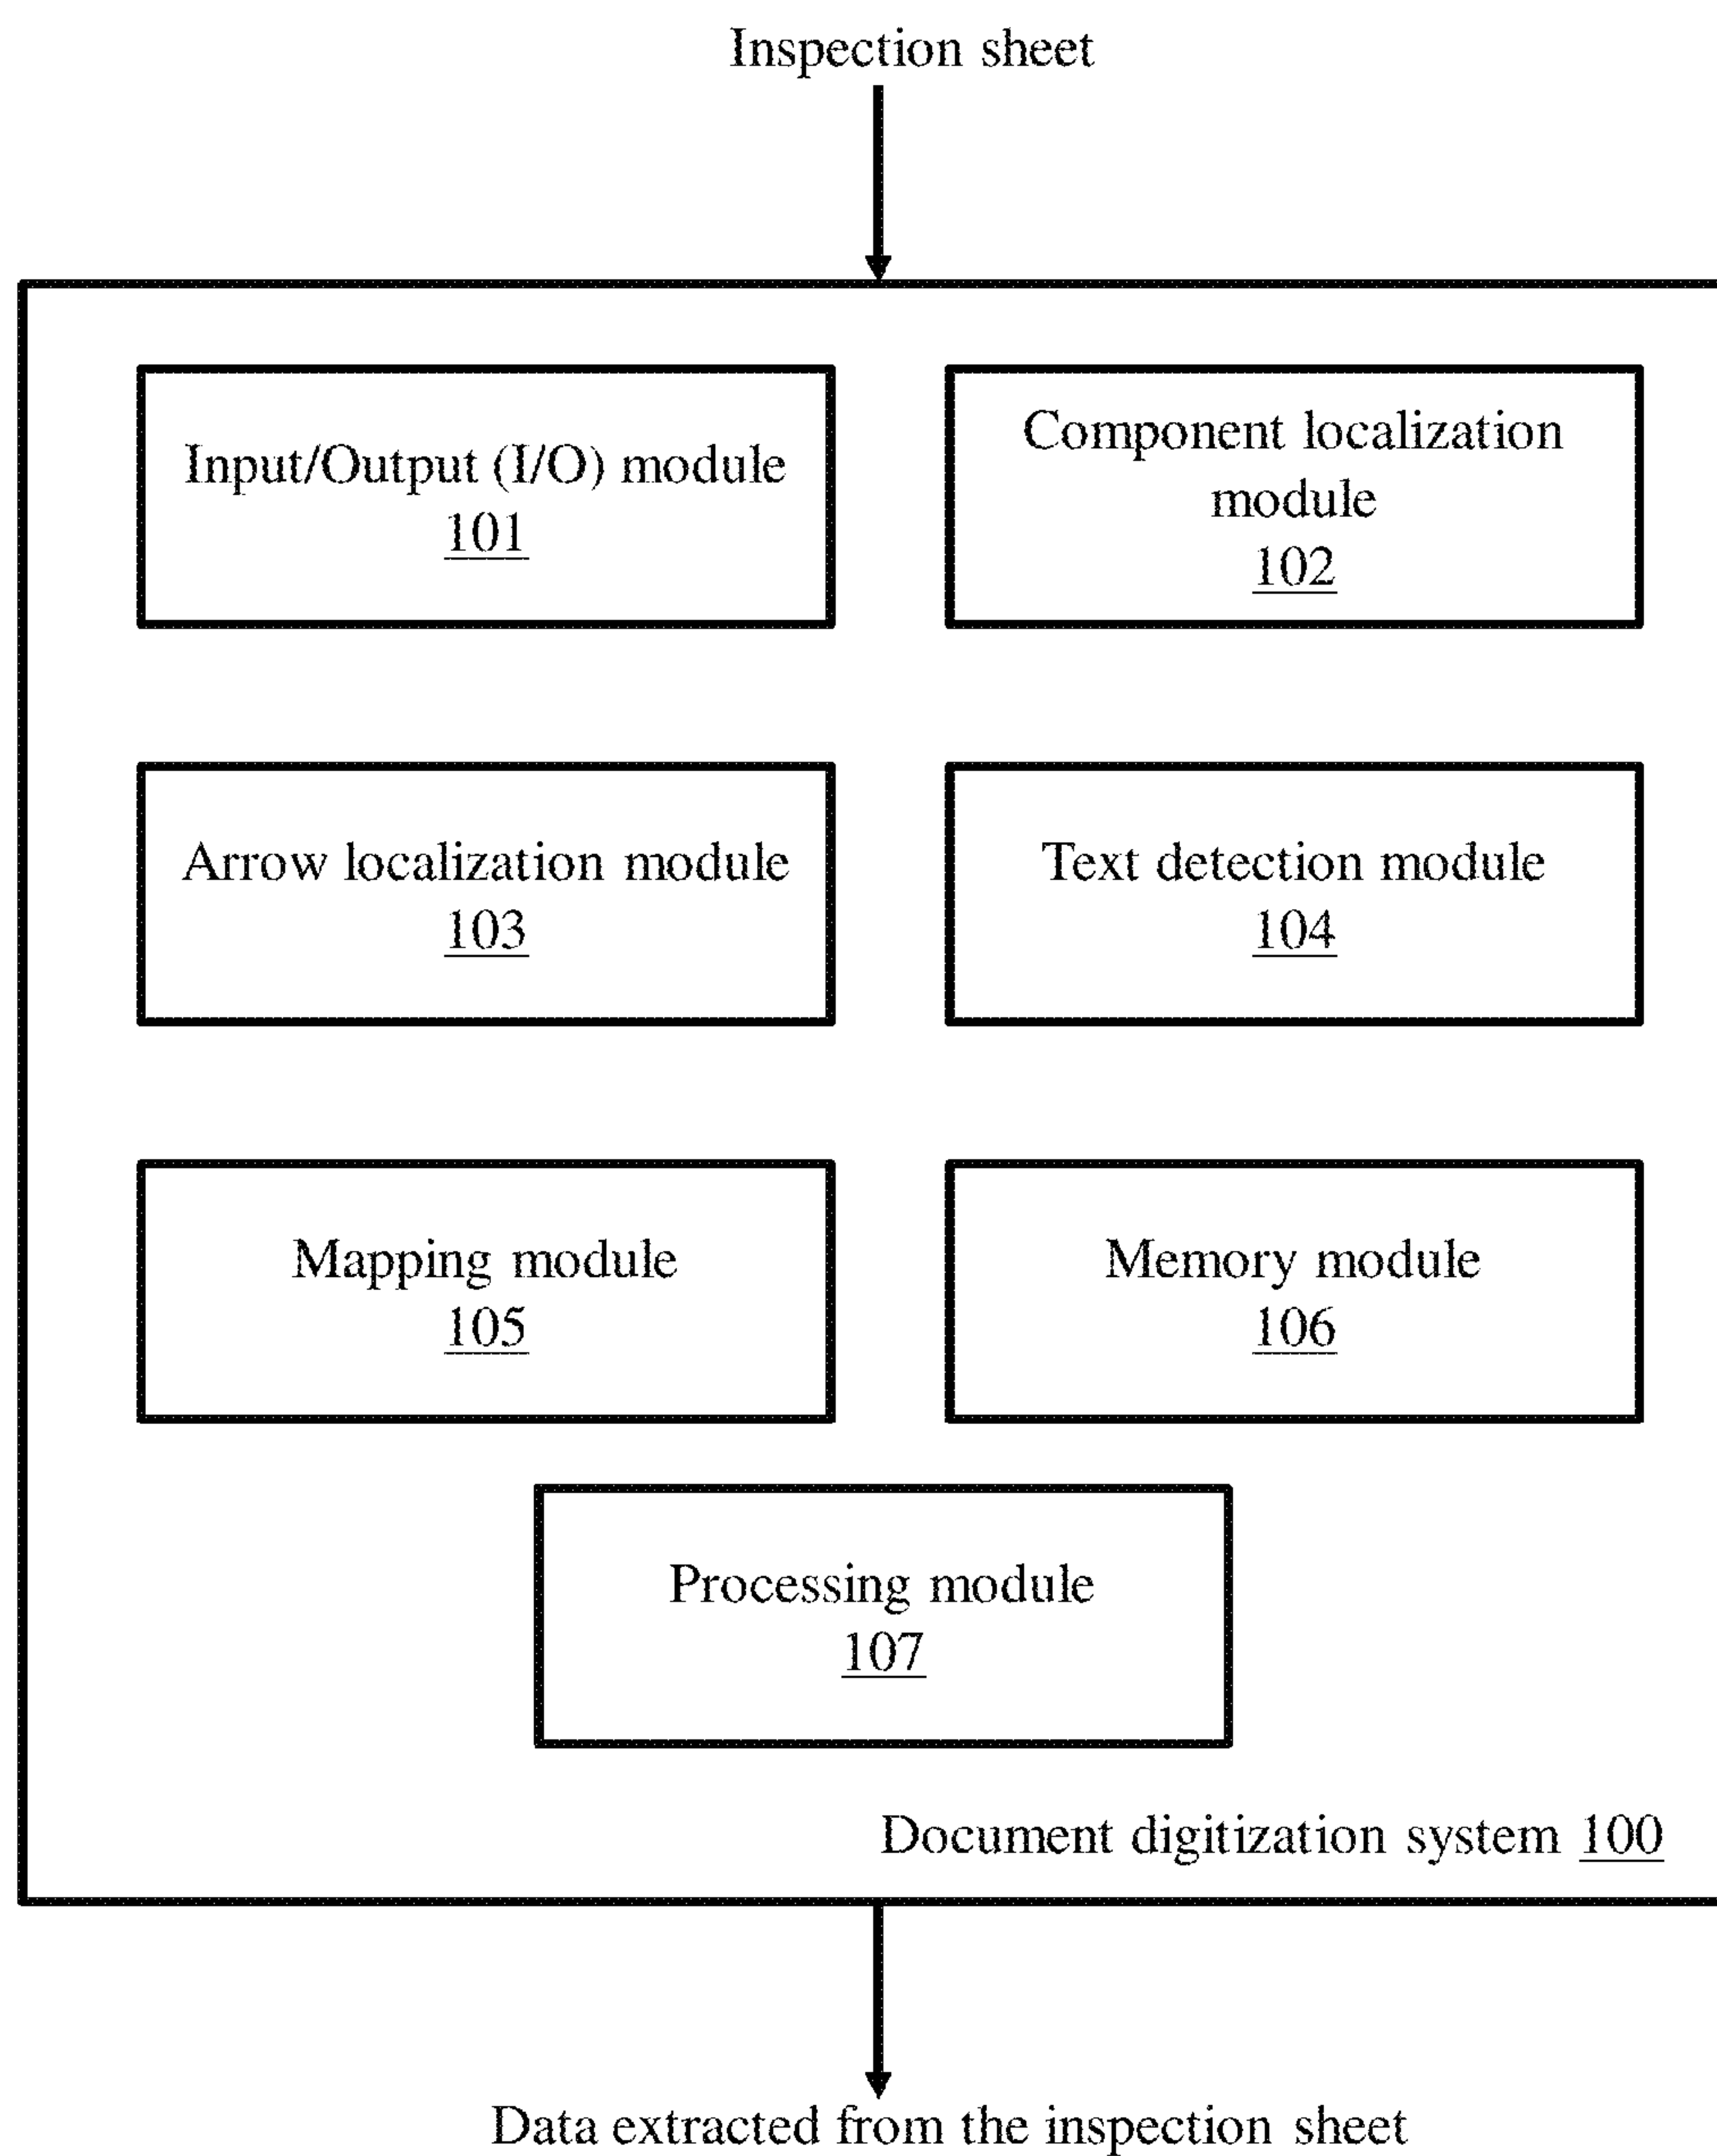 Inspection sheet
Input/Output (I/O) module
101
Component localization
module
102
Arrow localization module
103
Text detection module
104
Mapping module
105
Memory module
106
Processing module
107
Document digitization system 100
Data extracted from the inspection sheet